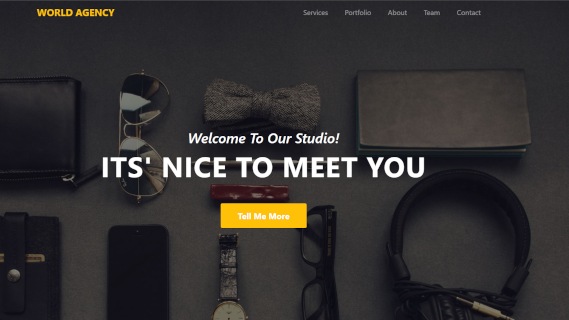 WORLD AGENCY
Services Portfolio About Team Contact
Welcome To Our Studio!
ITS' NICE TO MEET YOU
Tell Me More